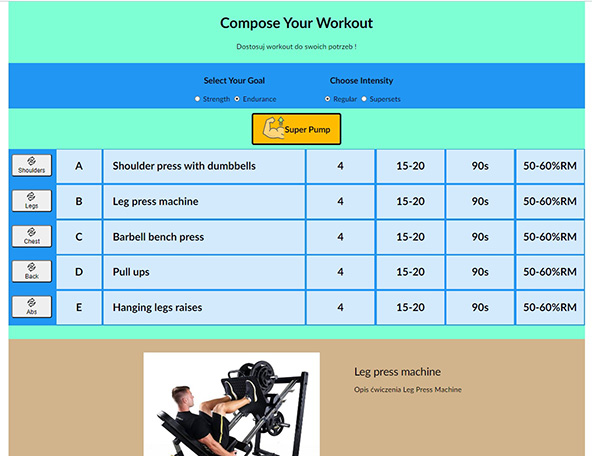 Compose Your Workout
Dostosuj workout do swoich potrzeb !
Select Your Goal Choose Intensity
Strength Endurance Regular Supersets
Super Pump
Shoulders A Shoulder press with dumbbells 4 15-20 90s 50-60%RM
Legs B Leg press machine 4 15-20 90s 50-60%RM
Chest C Barbell bench press 4 15-20 90s 50-60%RM
Back D Pull ups 4 15-20 90s 50-60%RM
Abs E Hanging legs raises 4 15-20 90s 50-60%RM
Leg press machine
Opis ćwiczenia Leg Press Machine